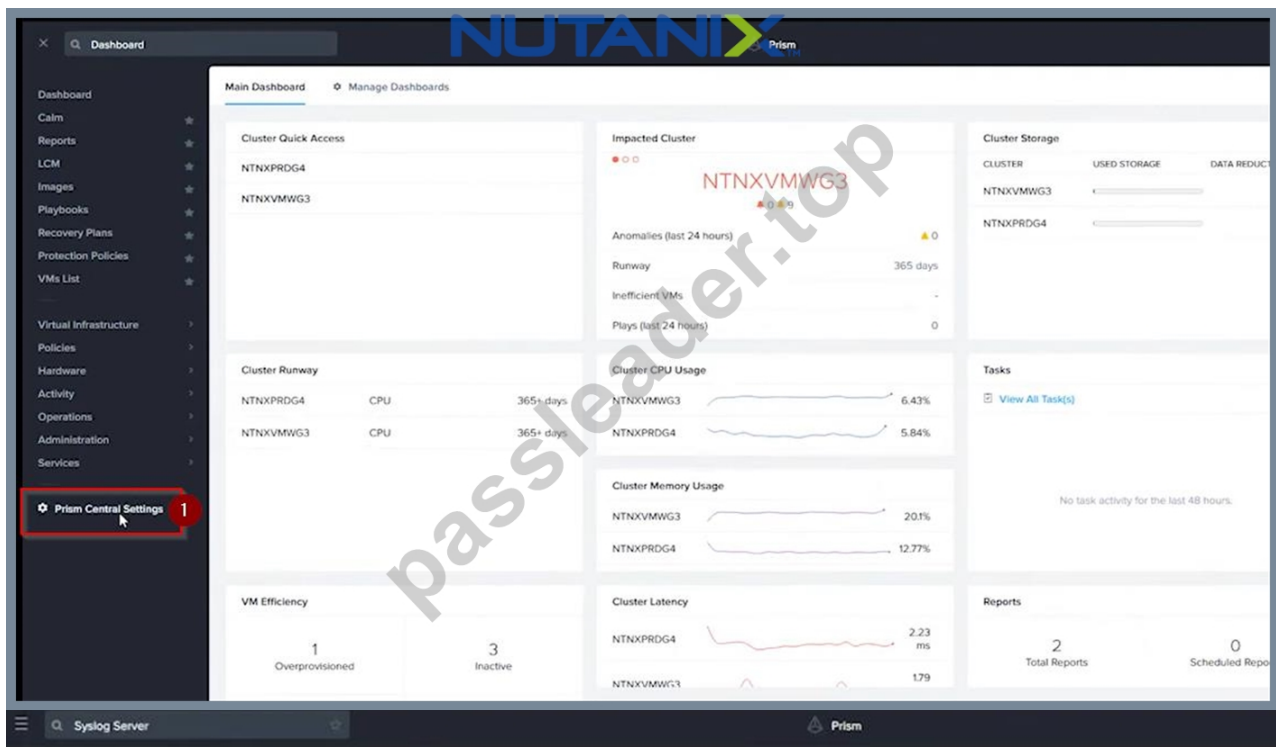 NUTANIX
TM
Dashboard
Prism
Dashboard
Calm
Reports
LCM
Images
Playbooks
Recovery Plans
Protection Policies
VMs List
Virtual Infrastructure
Policies
Hardware
Activity
Operations
Administration
Services
Prism Central Settings
1
Main Dashboard
Manage Dashboards
Cluster Quick Access
NTNXPRDG4
NTNXVMWG3
Impacted Cluster
NTNXVMWG3
0 9
Anomalies (last 24 hours) 0
Runway 365 days
Inefficient VMs -
Plays (last 24 hours) 0
Cluster Storage
CLUSTER USED STORAGE DATA REDUCT
NTNXVMWG3
NTNXPRDG4
Cluster Runway
NTNXPRDG4 CPU 365+ days
NTNXVMWG3 CPU 365+ days
Cluster CPU Usage
NTNXVMWG3 6.43%
NTNXPRDG4 5.84%
Tasks
View All Task(s)
No task activity for the last 48 hours.
Cluster Memory Usage
NTNXVMWG3 20.1%
NTNXPRDG4 12.77%
VM Efficiency
1
Overprovisioned
3
Inactive
Cluster Latency
NTNXPRDG4 2.23 ms
NTNXVMWG3 1.79
Reports
2
Total Reports
0
Scheduled Repo
passleader.top
Syslog Server
Prism